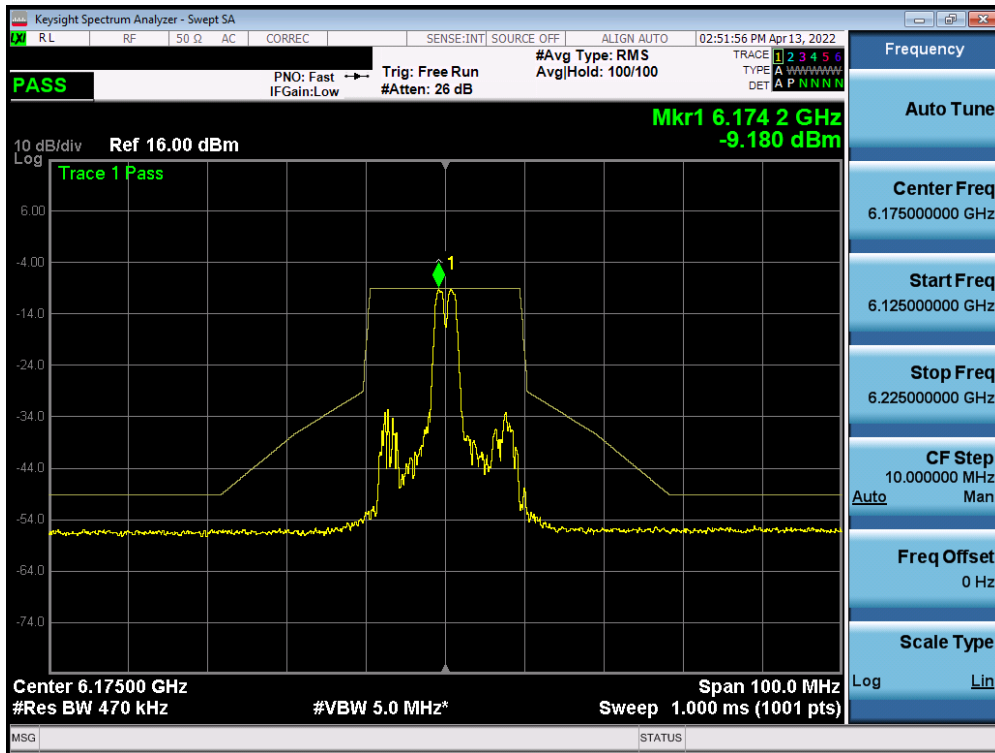 Keysight Spectrum Analyzer - Swept SA
LXI RL RF 50 Ω AC CORREC SENSE:INT SOURCE OFF ALIGN AUTO 02:51:56 PM Apr 13, 2022
PASS
PNO: Fast
IFGain:Low
Trig: Free Run
#Atten: 26 dB
#Avg Type: RMS
Avg|Hold: 100/100
TRACE 1 2 3 4 5 6
TYPE A WWWWW
DET A P N N N N
Mkr1 6.174 2 GHz
-9.180 dBm
10 dB/div Ref 16.00 dBm
Log
Trace 1 Pass
6.00
-4.00
1
-14.0
-24.0
-34.0
-44.0
-54.0
-64.0
-74.0
Center 6.17500 GHz Span 100.0 MHz
#Res BW 470 kHz #VBW 5.0 MHz* Sweep 1.000 ms (1001 pts)
MSG STATUS
Frequency
Auto Tune
Center Freq
6.175000000 GHz
Start Freq
6.125000000 GHz
Stop Freq
6.225000000 GHz
CF Step
10.000000 MHz
Auto Man
Freq Offset
0 Hz
Scale Type
Log Lin